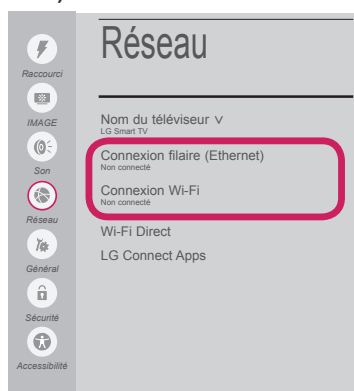 Raccourci
IMAGE
Son
Réseau
Général
Sécurité
Accessibilité
Réseau
Nom du téléviseur ∨
LG Smart TV
Connexion filaire (Ethernet)
Non connecté
Connexion Wi-Fi
Non connecté
Wi-Fi Direct
LG Connect Apps